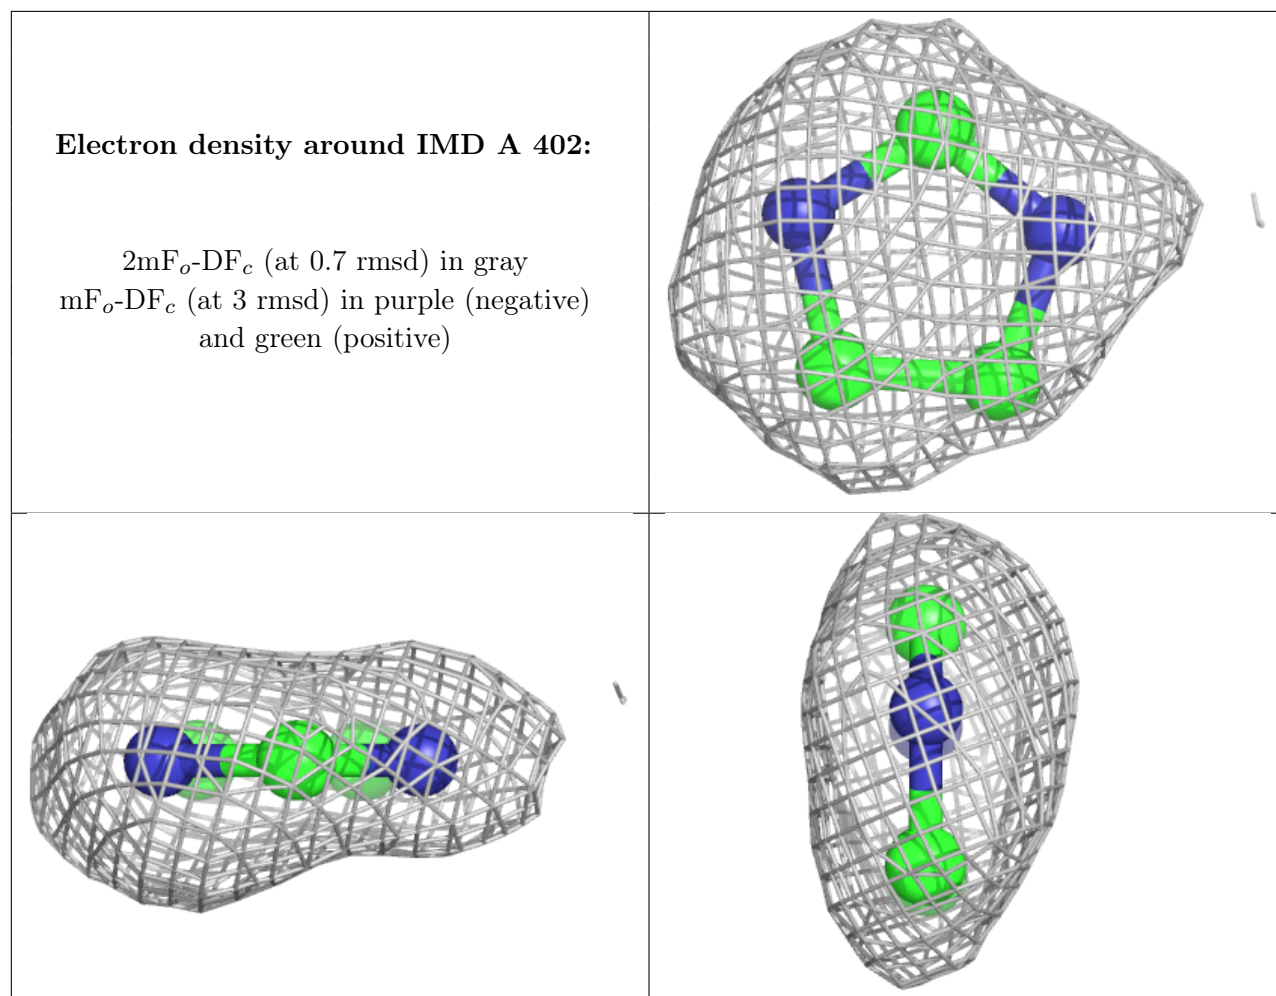 Electron density around IMD A 402:
2mFo-DFc (at 0.7 rmsd) in gray
mFo-DFc (at 3 rmsd) in purple (negative)
and green (positive)